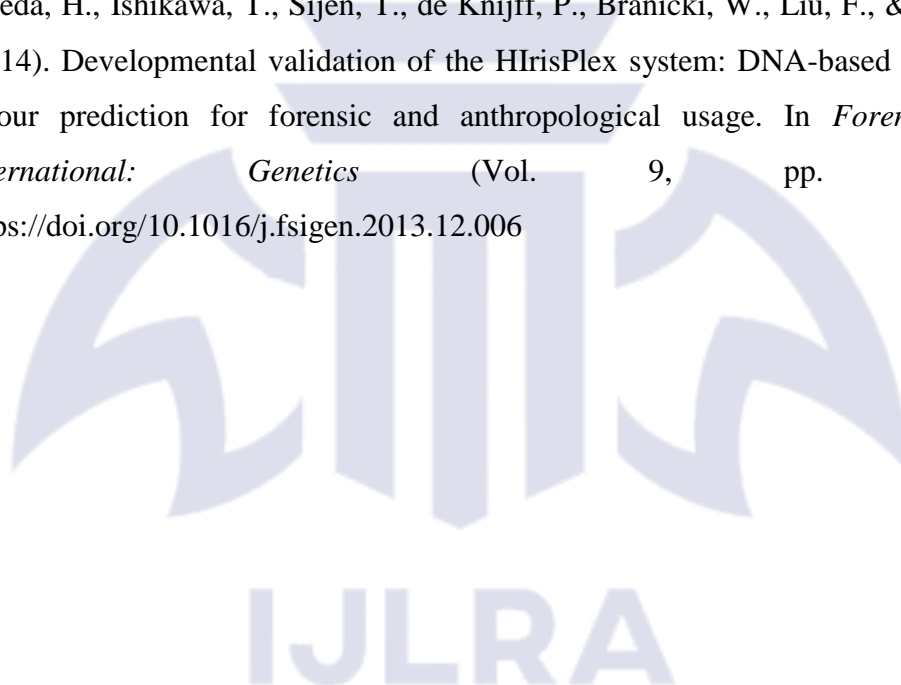 eda, H., Ishikawa, T., Sijen, T., de Knijff, P., Branicki, W., Liu, F., &
14). Developmental validation of the HIrisPlex system: DNA-based
our prediction for forensic and anthropological usage. In Foren
ernational: Genetics (Vol. 9, pp.
ps://doi.org/10.1016/j.fsigen.2013.12.006
IJLRA